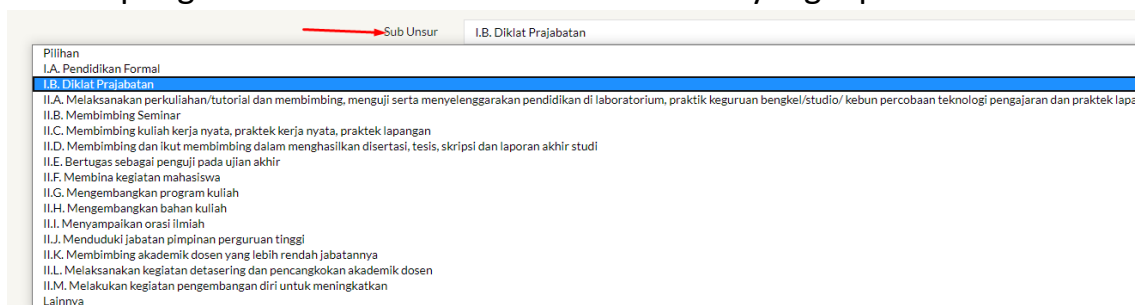 Sub Unsur I.B. Diklat Prajabatan
Pilihan
I.A. Pendidikan Formal
I.B. Diklat Prajabatan
II.A. Melaksanakan perkuliahan/tutorial dan membimbing, menguji serta menyelenggarakan pendidikan di laboratorium, praktik keguruan bengkel/studio/ kebun percobaan teknologi pengajaran dan praktek lapa
II.B. Membimbing Seminar
II.C. Membimbing kuliah kerja nyata, praktek kerja nyata, praktek lapangan
II.D. Membimbing dan ikut membimbing dalam menghasilkan disertasi, tesis, skripsi dan laporan akhir studi
II.E. Bertugas sebagai penguji pada ujian akhir
II.F. Membina kegiatan mahasiswa
II.G. Mengembangkan program kuliah
II.H. Mengembangkan bahan kuliah
II.I. Menyampaikan orasi ilmiah
II.J. Menduduki jabatan pimpinan perguruan tinggi
II.K. Membimbing akademik dosen yang lebih rendah jabatannya
II.L. Melaksanakan kegiatan detasering dan pencangkokan akademik dosen
II.M. Melakukan kegiatan pengembangan diri untuk meningkatkan
Lainnya